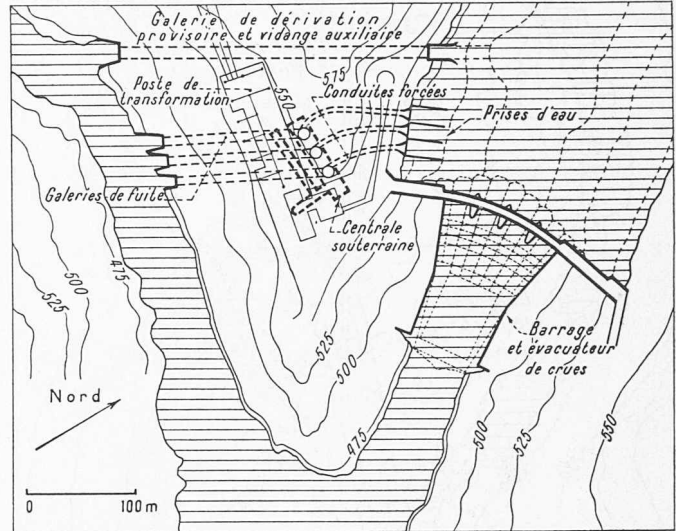 Galerie de dérivation
provisoire et vidange auxiliaire
575
550
Poste de
transformation
Conduites forcées
Prises d'eau
Galeries de fuite
Centrale
souterraine
475
500
525
525
500
475
Barrage
et évacuateur
de crues
500
525
550
Nord
0 100 m